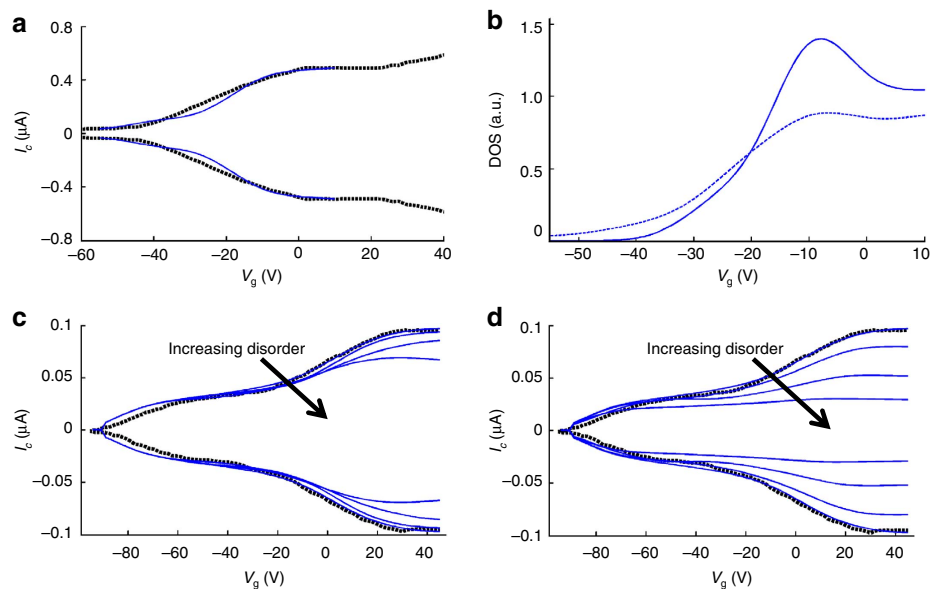 a
0.8
0.4
0
−0.4
−0.8
I_c (μA)
−60 −40 −20 0 20 40
V_g (V)
b
1.5
1.0
1.5
0
DOS (a.u.)
−50 −40 −30 −20 −10 0 10
V_g (V)
c
0.1
0.05
0
−0.05
−0.1
I_c (μA)
Increasing disorder
−80 −60 −40 −20 0 20 40
V_g (V)
d
0.1
0.05
0
−0.05
−0.1
I_c (μA)
Increasing disorder
−80 −60 −40 −20 0 20 40
V_g (V)